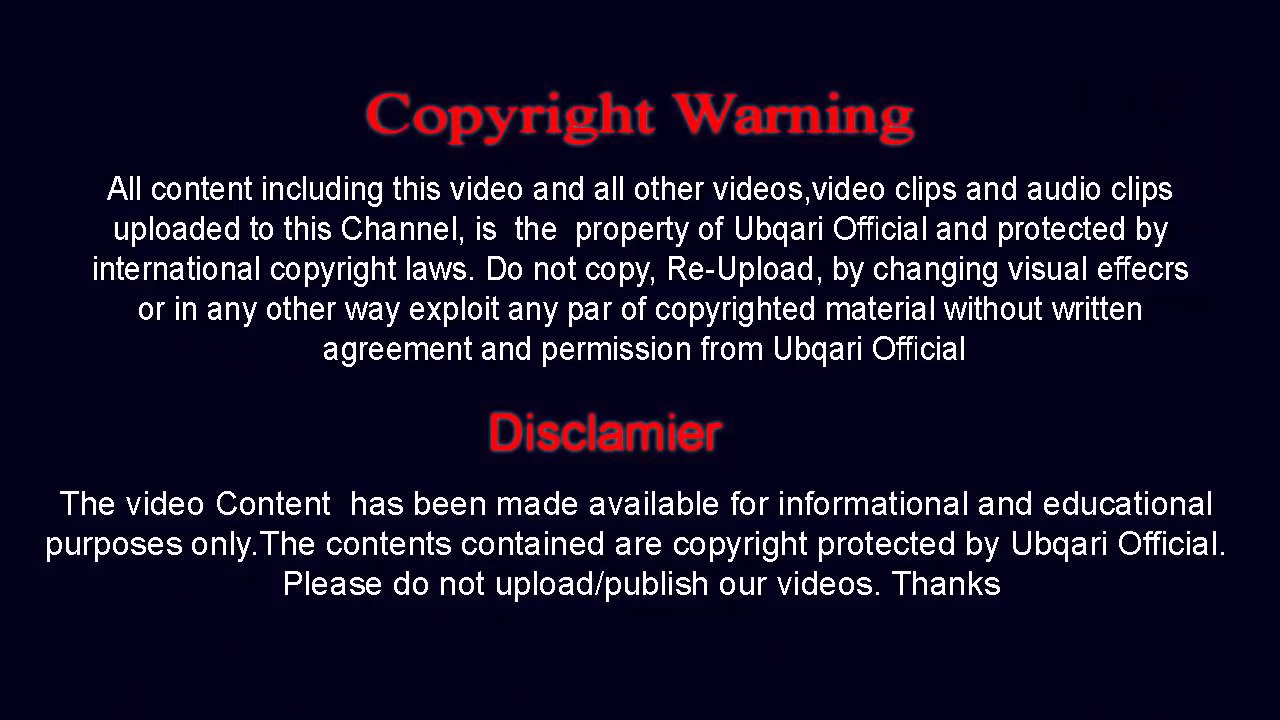 Copyright Warning
All content including this video and all other videos,video clips and audio clips
uploaded to this Channel, is  the  property of Ubqari Official and protected by
international copyright laws. Do not copy, Re-Upload, by changing visual effecrs
or in any other way exploit any par of copyrighted material without written
agreement and permission from Ubqari Official
Disclamier
The video Content  has been made available for informational and educational
purposes only.The contents contained are copyright protected by Ubqari Official.
Please do not upload/publish our videos. Thanks